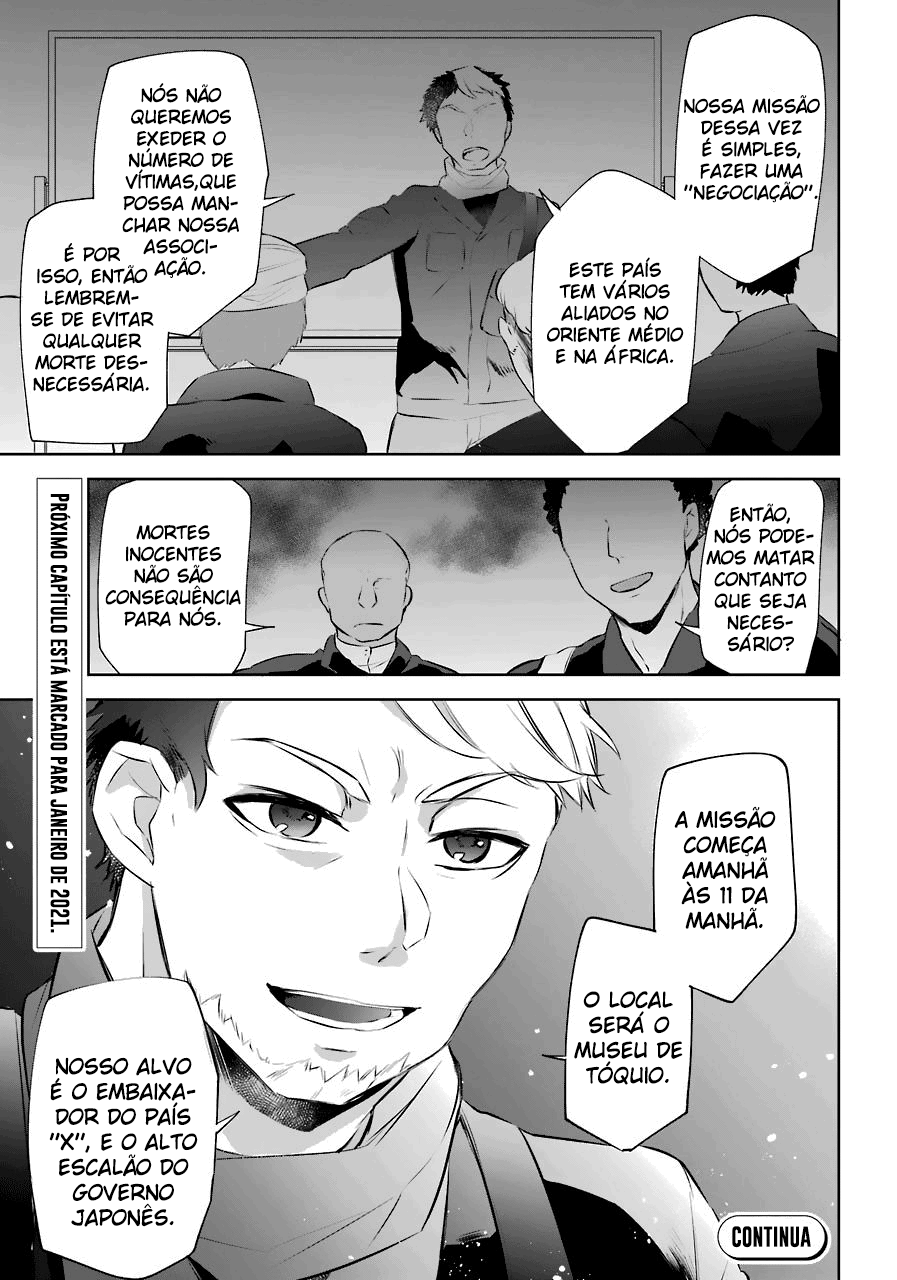 NOSSA MISSÃO
DESSA VEZ
É SIMPLES,
FAZER UMA
"NEGOCIAÇÃO".
ESTE PAÍS
TEM VÁRIOS
ALIADOS NO
ORIENTE MÉDIO
E NA ÁFRICA.
NÓS NÃO
QUEREMOS
EXEDER O
NÚMERO DE
VÍTIMAS,QUE
POSSA MAN-
CHAR NOSSA
ASSOCI-
AÇÃO.
É POR
ISSO, ENTÃO
LEMBREM-
SE DE EVITAR
QUALQUER
MORTE DES-
NECESSÁRIA.
ENTÃO,
NÓS PODE-
MOS MATAR
CONTANTO
QUE SEJA
NECES-
SÁRIO?
MORTES
INOCENTES
NÃO SÃO
CONSEQUÊNCIA
PARA NÓS.
PRÓXIMO CAPÍTULO ESTÁ MARCADO PARA JANEIRO DE 2021.
A MISSÃO
COMEÇA
AMANHÃ
ÀS 11 DA
MANHÃ.
O LOCAL
SERÁ O
MUSEU DE
TÓQUIO.
NOSSO ALVO
É O EMBAIXA-
DOR DO PAÍS
"X", E O ALTO
ESCALÃO DO
GOVERNO
JAPONÊS.
CONTINUA